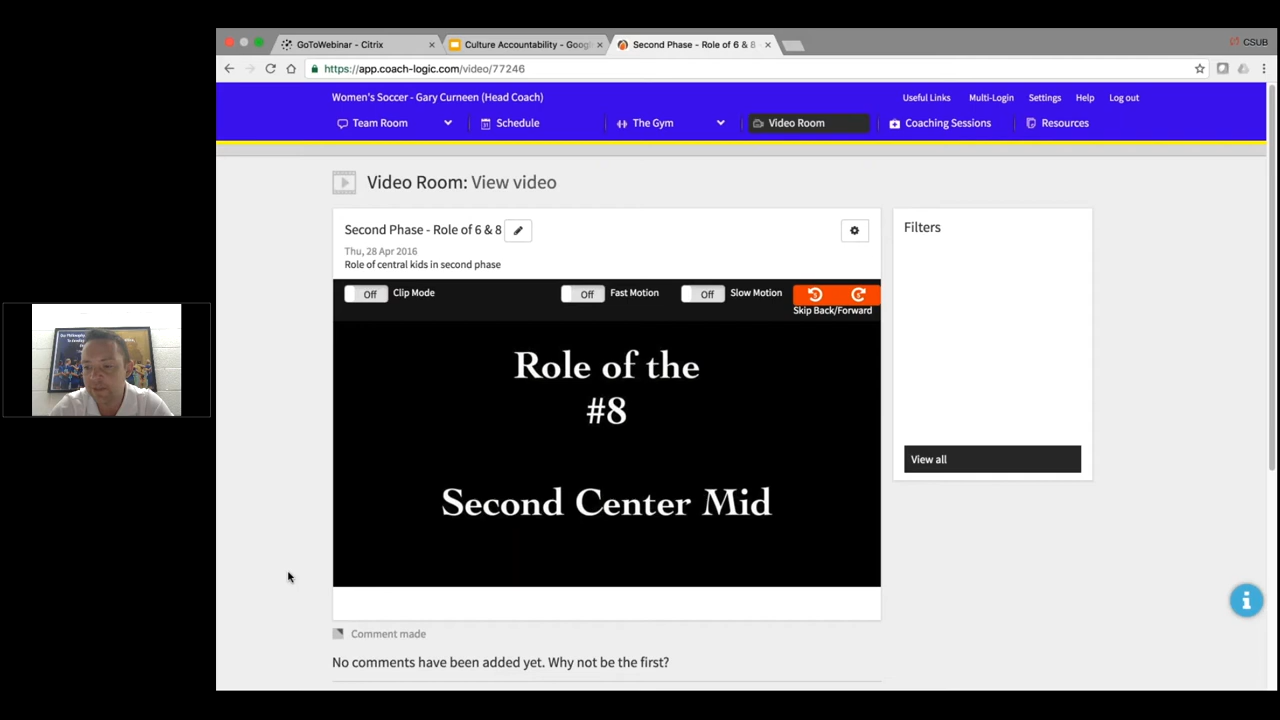 GoToWebinar - Citrix
Culture Accountability - Goog
Second Phase - Role of 6 & 8
CSUB
https://app.coach-logic.com/video/77246
Women's Soccer - Gary Curneen (Head Coach)
Useful Links
Multi-Login
Settings
Help
Log out
Team Room
Schedule
The Gym
Video Room
Coaching Sessions
Resources
Video Room: View video
Second Phase - Role of 6 & 8
Thu, 28 Apr 2016
Role of central kids in second phase
Filters
Off
Clip Mode
Off
Fast Motion
Off
Slow Motion
Skip Back/Forward
Role of the
#8
Second Center Mid
View all
Comment made
No comments have been added yet. Why not be the first?